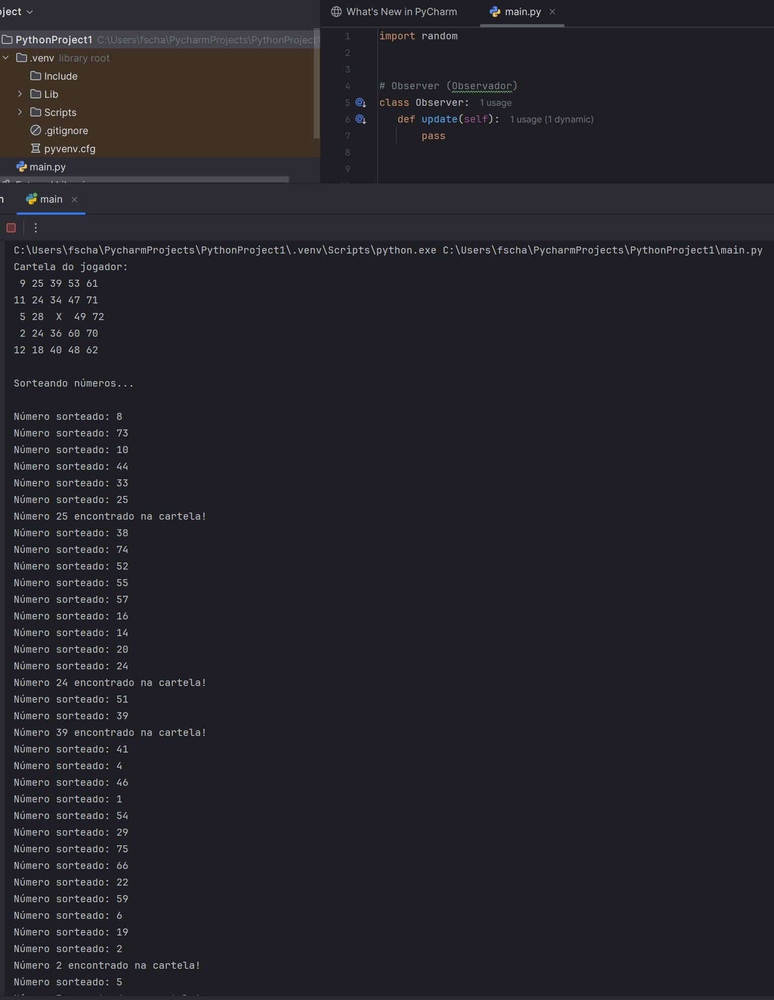 What's New in PyCharm
main.py
PythonProject1 C:\Users\fscha\PycharmProjects\PythonProject1
.venv library root
Include
Lib
Scripts
.gitignore
pyvenv.cfg
main.py
1 import random
2
3
4 # Observer (Observador)
5 class Observer: 1 usage
6 def update(self): 1 usage (1 dynamic)
7 pass
8
9
main
C:\Users\fscha\PycharmProjects\PythonProject1\.venv\Scripts\python.exe C:\Users\fscha\PycharmProjects\PythonProject1\main.py
Cartela do jogador:
9 25 39 53 61
11 24 34 47 71
5 28 X 49 72
2 24 36 60 70
12 18 40 48 62
Sorteando números...
Número sorteado: 8
Número sorteado: 73
Número sorteado: 10
Número sorteado: 44
Número sorteado: 33
Número sorteado: 25
Número 25 encontrado na cartela!
Número sorteado: 38
Número sorteado: 74
Número sorteado: 52
Número sorteado: 55
Número sorteado: 57
Número sorteado: 16
Número sorteado: 14
Número sorteado: 20
Número sorteado: 24
Número 24 encontrado na cartela!
Número sorteado: 51
Número sorteado: 39
Número 39 encontrado na cartela!
Número sorteado: 41
Número sorteado: 4
Número sorteado: 46
Número sorteado: 1
Número sorteado: 54
Número sorteado: 29
Número sorteado: 75
Número sorteado: 66
Número sorteado: 22
Número sorteado: 59
Número sorteado: 6
Número sorteado: 19
Número sorteado: 2
Número 2 encontrado na cartela!
Número sorteado: 5